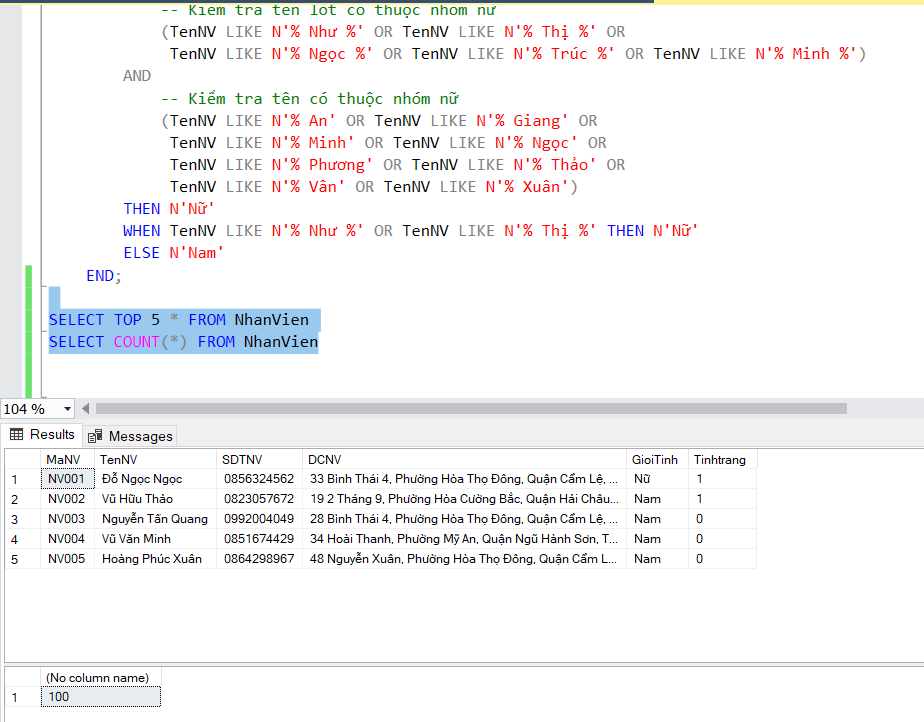 -- Kiểm tra tên lót có thuộc nhóm nữ
(TenNV LIKE N'% Như %' OR TenNV LIKE N'% Thị %' OR
TenNV LIKE N'% Ngọc %' OR TenNV LIKE N'% Trúc %' OR TenNV LIKE N'% Minh %')
AND
-- Kiểm tra tên có thuộc nhóm nữ
(TenNV LIKE N'% An' OR TenNV LIKE N'% Giang' OR
TenNV LIKE N'% Minh' OR TenNV LIKE N'% Ngọc' OR
TenNV LIKE N'% Phương' OR TenNV LIKE N'% Thảo' OR
TenNV LIKE N'% Vân' OR TenNV LIKE N'% Xuân')
THEN N'Nữ'
WHEN TenNV LIKE N'% Như %' OR TenNV LIKE N'% Thị %' THEN N'Nữ'
ELSE N'Nam'
END;
SELECT TOP 5 * FROM NhanVien
SELECT COUNT(*) FROM NhanVien
104 %
Results Messages
MaNV TenNV SDTNV DCNV GioiTinh Tinhtrang
1 NV001 Đỗ Ngọc Ngọc 0856324562 33 Bình Thái 4, Phường Hòa Thọ Đông, Quận Cẩm Lệ, ... Nữ 1
2 NV002 Vũ Hữu Thảo 0823057672 19 2 Tháng 9, Phường Hòa Cường Bắc, Quận Hải Châu... Nam 1
3 NV003 Nguyễn Tấn Quang 0992004049 28 Bình Thái 4, Phường Hòa Thọ Đông, Quận Cẩm Lệ, ... Nam 0
4 NV004 Vũ Văn Minh 0851674429 34 Hoài Thanh, Phường Mỹ An, Quận Ngũ Hành Sơn, T... Nam 0
5 NV005 Hoàng Phúc Xuân 0864298967 48 Nguyễn Xuân, Phường Hòa Thọ Đông, Quận Cẩm L... Nam 0
(No column name)
1 100